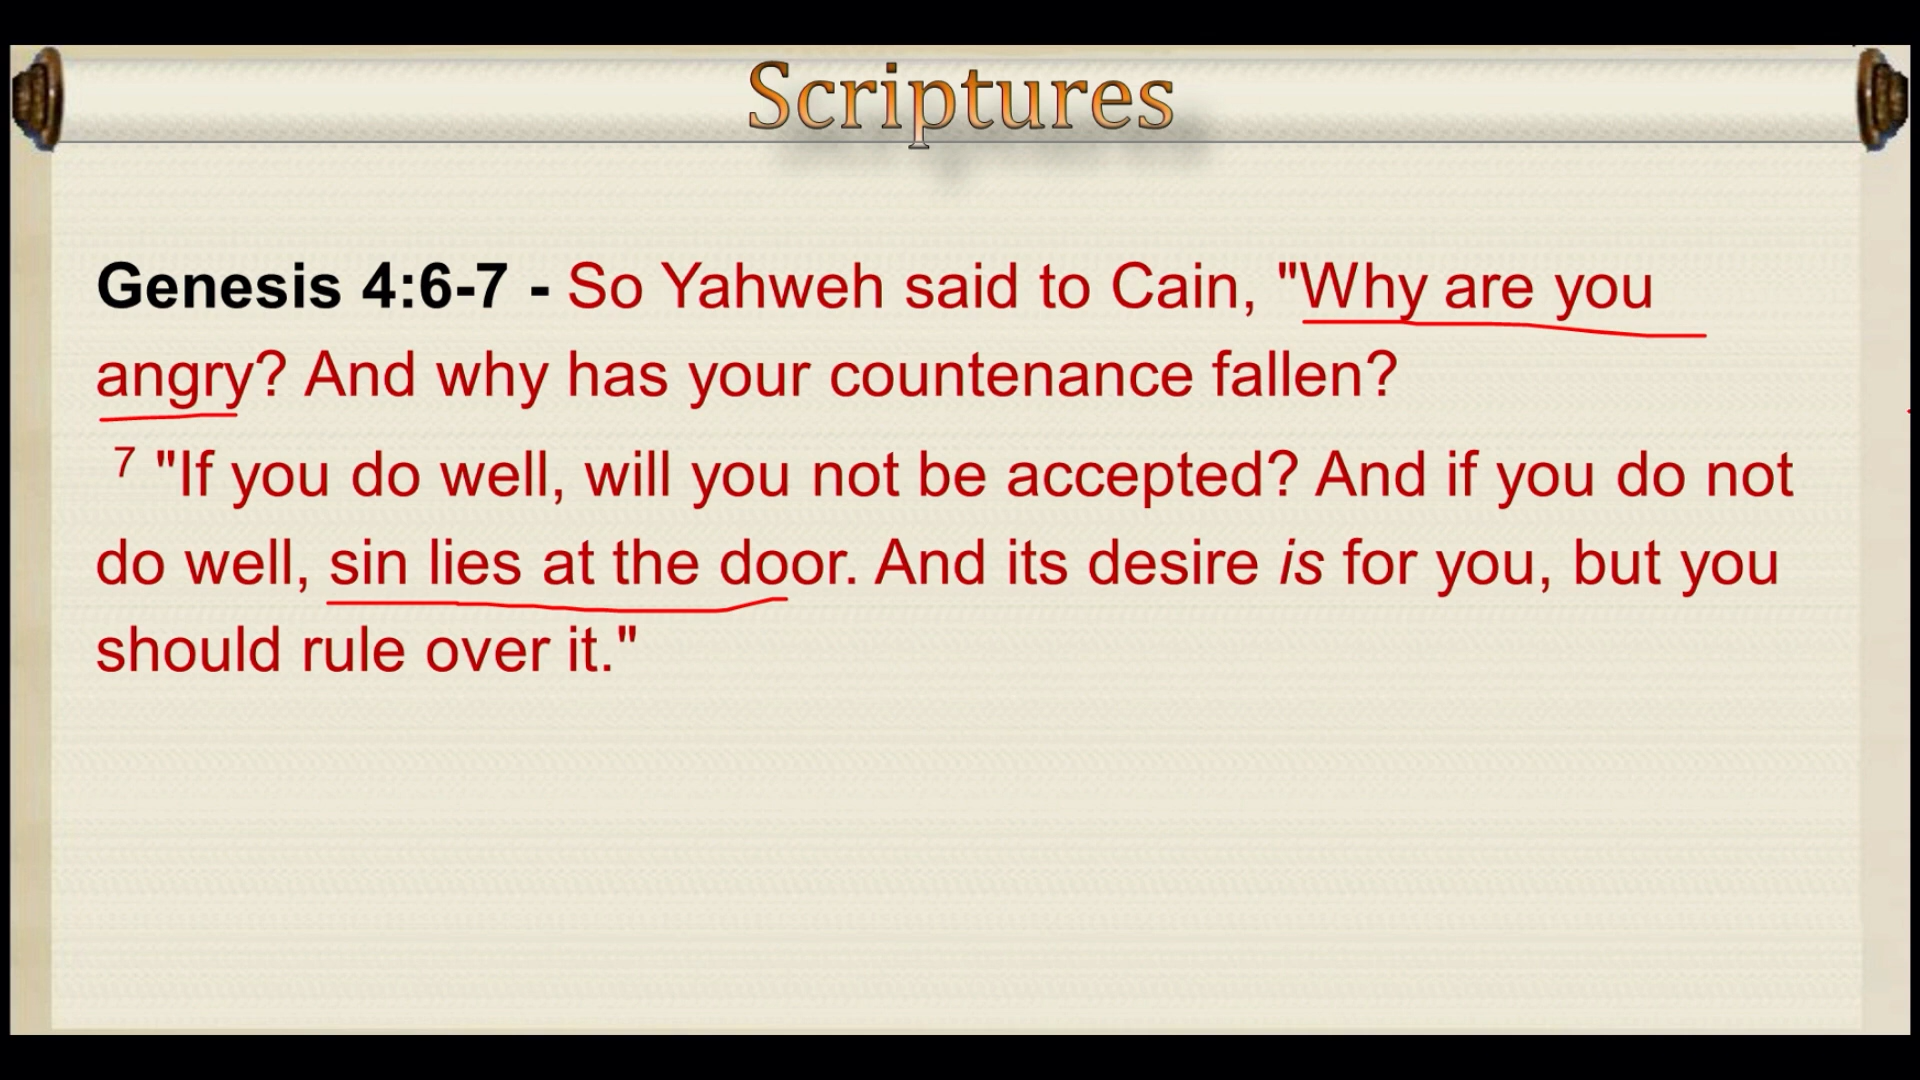 Scriptures
Genesis 4:6-7 - So Yahweh said to Cain, "Why are you
angry? And why has your countenance fallen?
7 "If you do well, will you not be accepted? And if you do not
do well, sin lies at the door. And its desire is for you, but you
should rule over it."